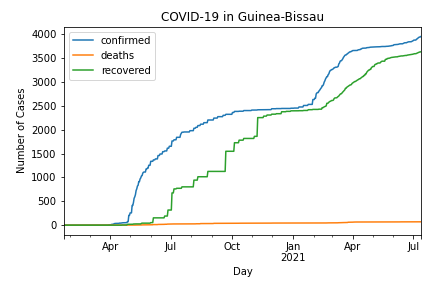 COVID-19 in Guinea-Bissau
confirmed
deaths
recovered
Number of Cases
4000
3500
3000
2500
2000
1500
1000
500
0
Apr Jul Oct Jan Apr Jul
2021
Day